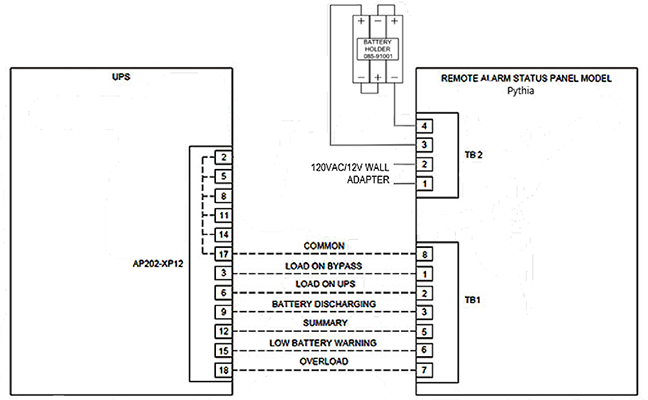 + − +
BATTERY
HOLDER
085-91001
− + −
UPS
REMOTE ALARM STATUS PANEL MODEL
Pythia
4
3
2
1
TB 2
120VAC/12V WALL
ADAPTER
2
5
8
11
14
17
3
6
9
12
15
18
AP202-XP12
COMMON
LOAD ON BYPASS
LOAD ON UPS
BATTERY DISCHARGING
SUMMARY
LOW BATTERY WARNING
OVERLOAD
8
1
2
3
5
6
7
TB1